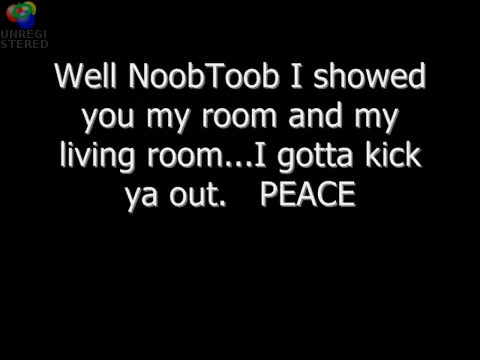 UNREGI
STERED
Well NoobToob I showed
you my room and my
living room...I gotta kick
ya out.   PEACE